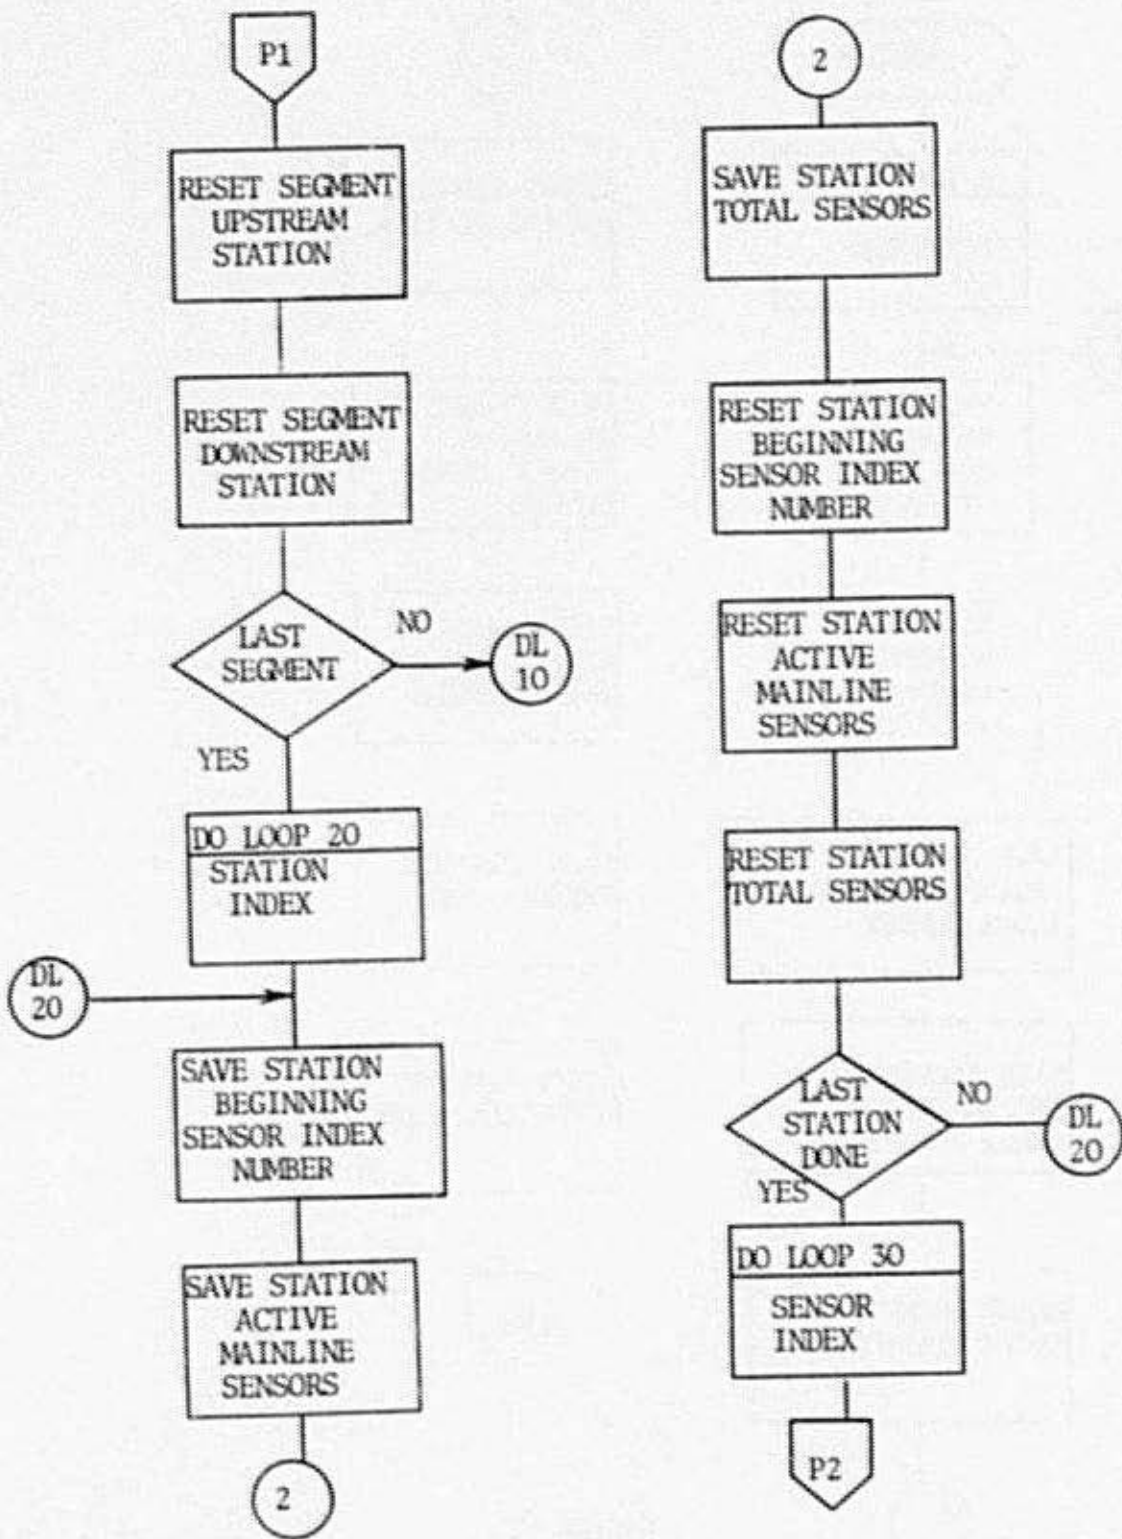 P1
RESET SEGMENT
UPSTREAM
STATION
RESET SEGMENT
DOWNSTREAM
STATION
LAST
SEGMENT
NO
DL
10
YES
DO LOOP 20
STATION
INDEX
DL
20
SAVE STATION
BEGINNING
SENSOR INDEX
NUMBER
SAVE STATION
ACTIVE
MAINLINE
SENSORS
2
2
SAVE STATION
TOTAL SENSORS
RESET STATION
BEGINNING
SENSOR INDEX
NUMBER
RESET STATION
ACTIVE
MAINLINE
SENSORS
RESET STATION
TOTAL SENSORS
LAST
STATION
DONE
NO
DL
20
YES
DO LOOP 30
SENSOR
INDEX
P2